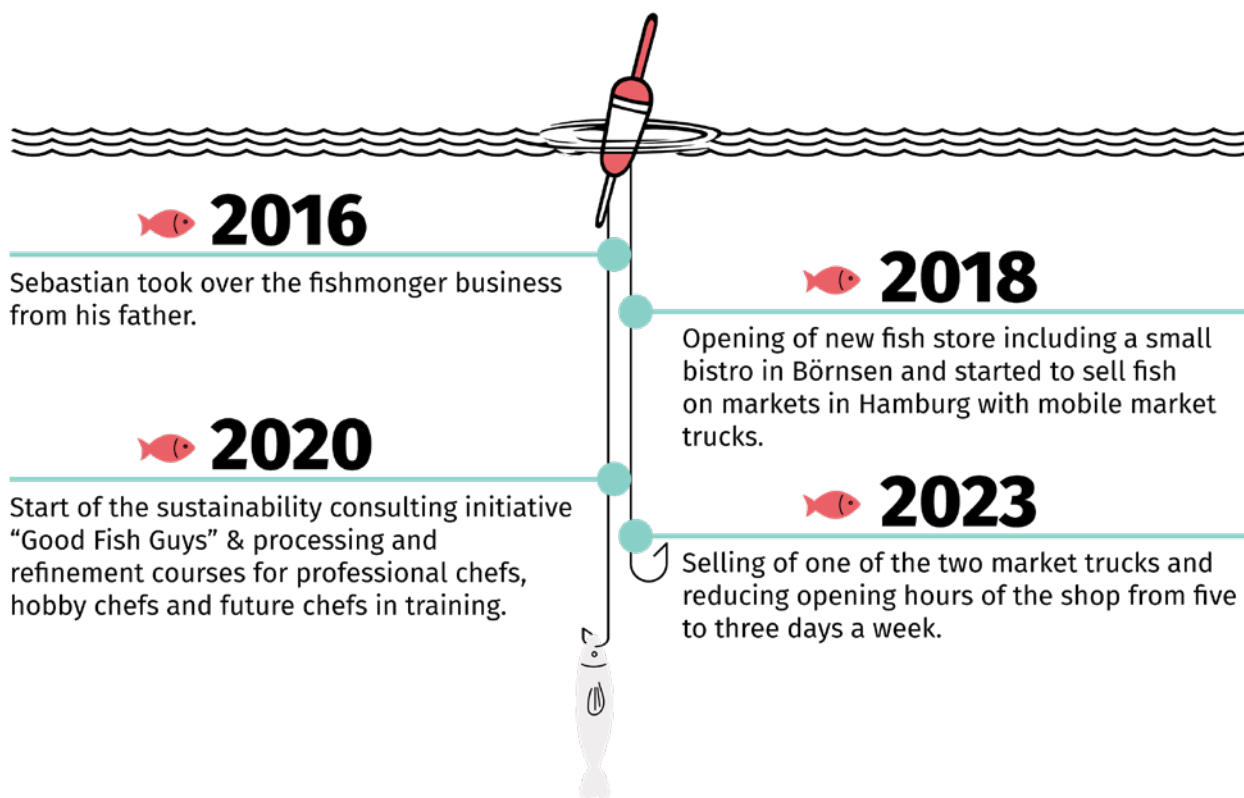 2016
Sebastian took over the fishmonger business
from his father.
2018
Opening of new fish store including a small
bistro in Börnsen and started to sell fish
on markets in Hamburg with mobile market
trucks.
2020
Start of the sustainability consulting initiative
“Good Fish Guys” & processing and
refinement courses for professional chefs,
hobby chefs and future chefs in training.
2023
Selling of one of the two market trucks and
reducing opening hours of the shop from five
to three days a week.